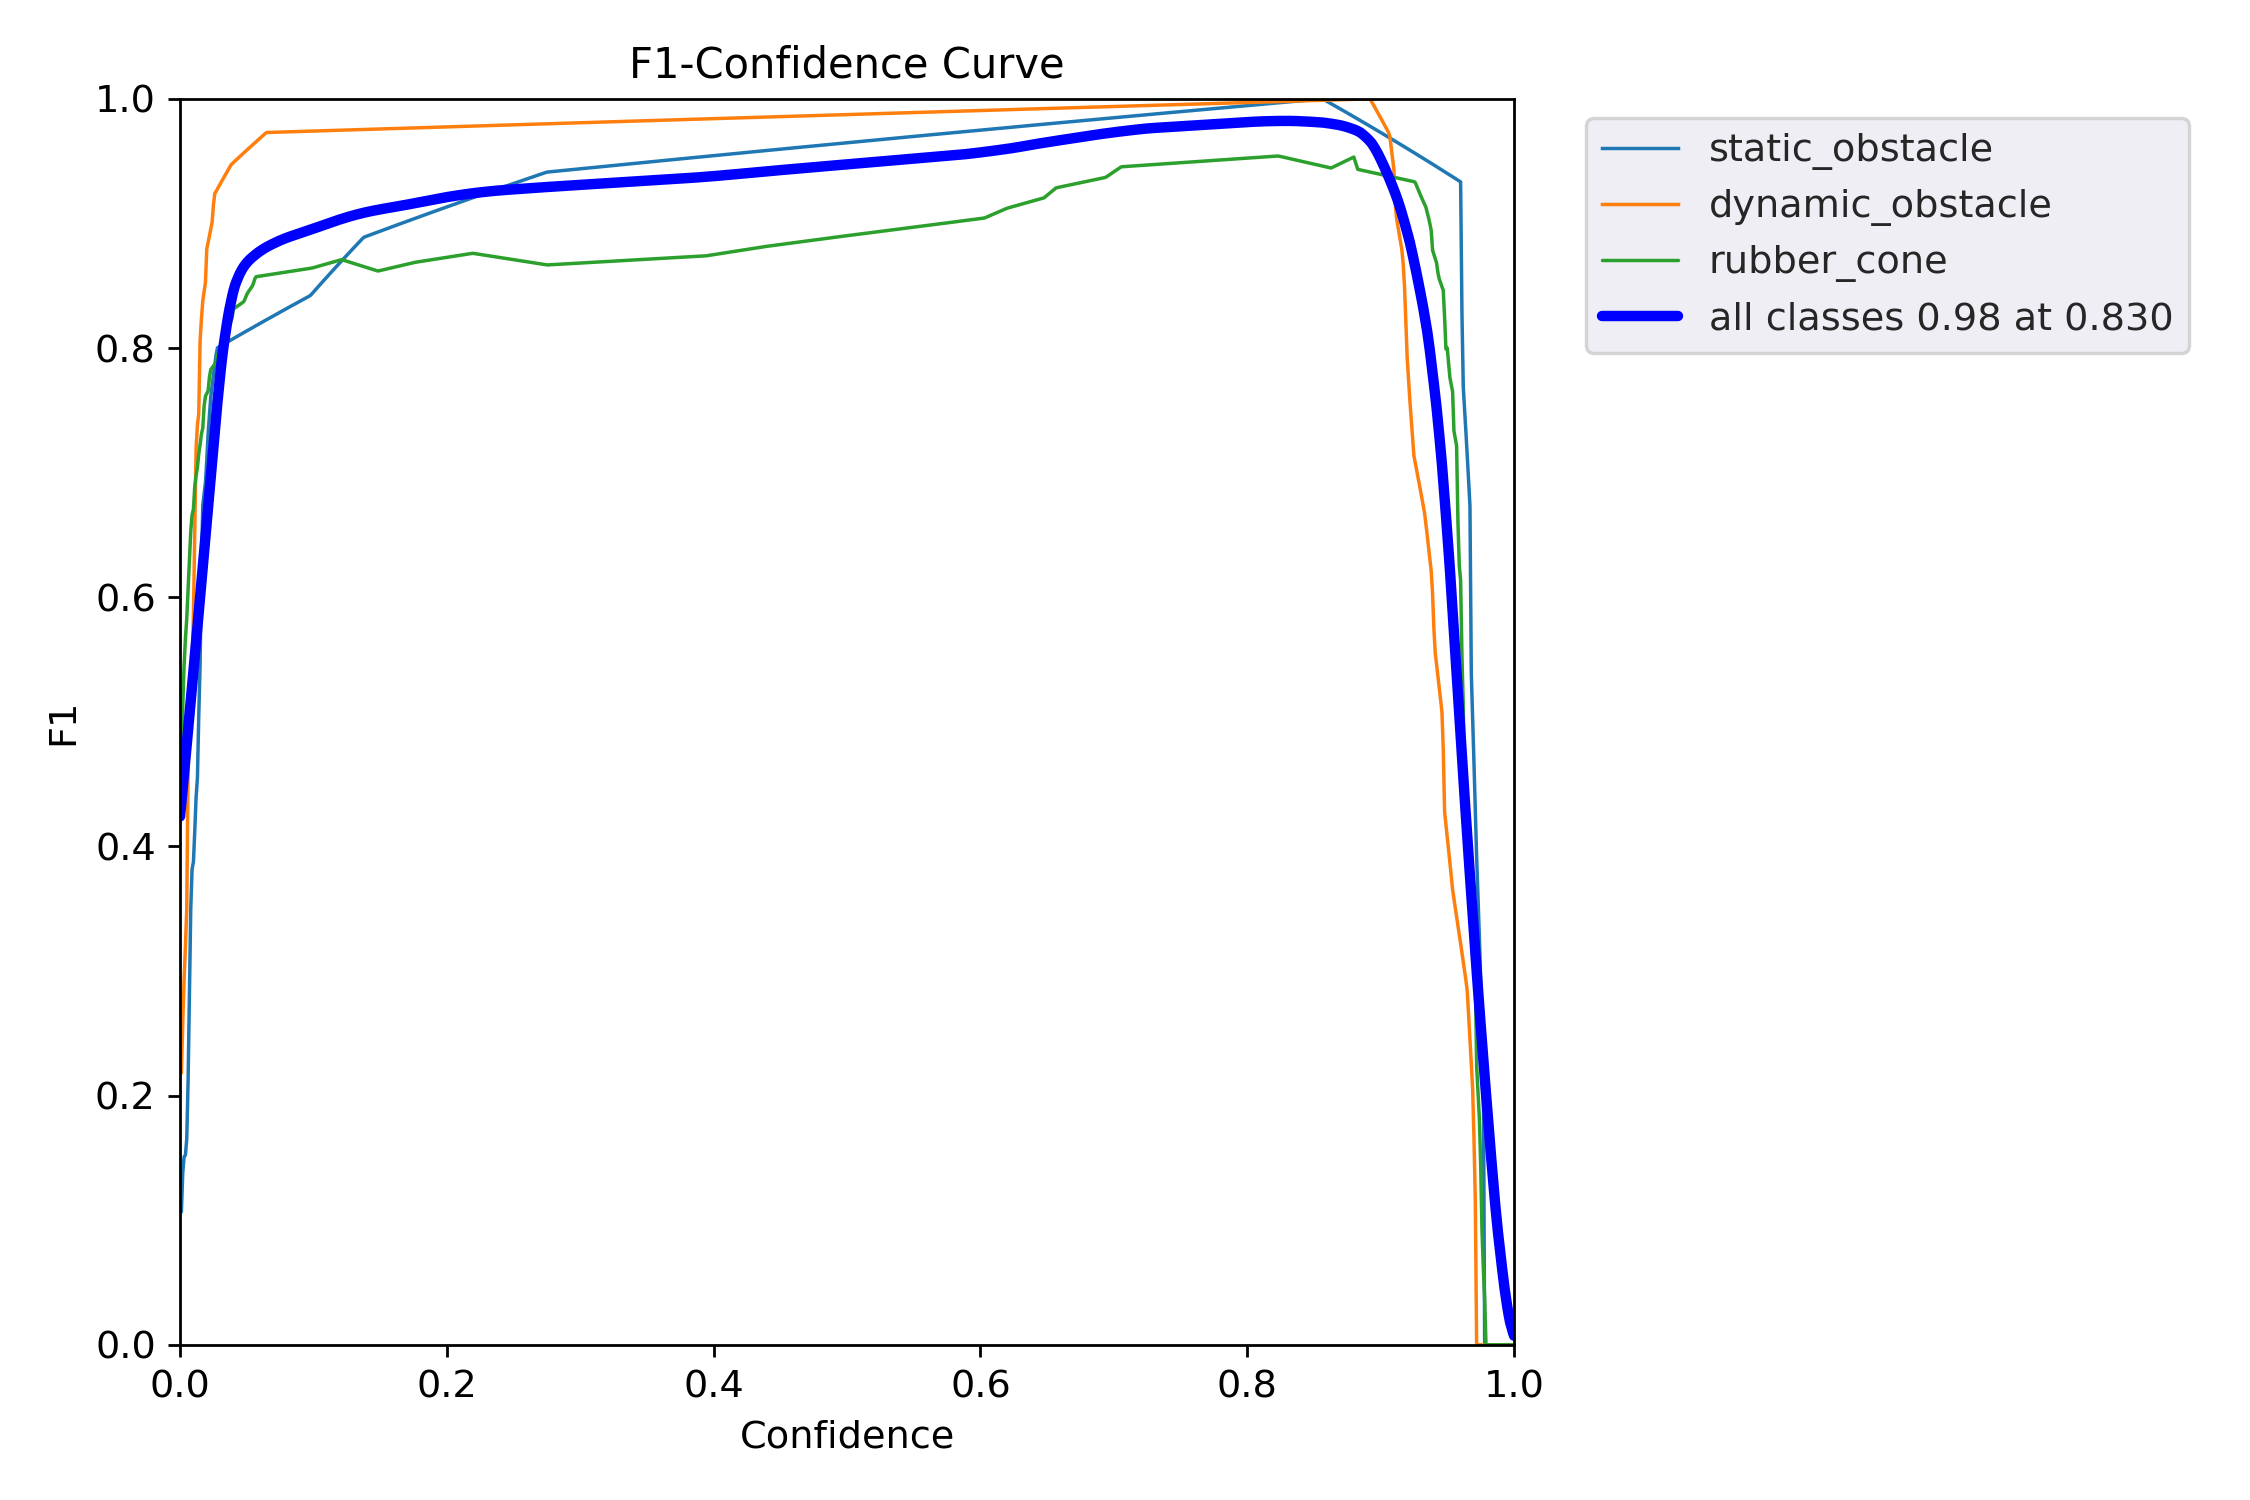 F1-Confidence Curve
1.0
0.8
0.6
0.4
0.2
0.0
F1
0.0 0.2 0.4 0.6 0.8 1.0
Confidence
static_obstacle
dynamic_obstacle
rubber_cone
all classes 0.98 at 0.830